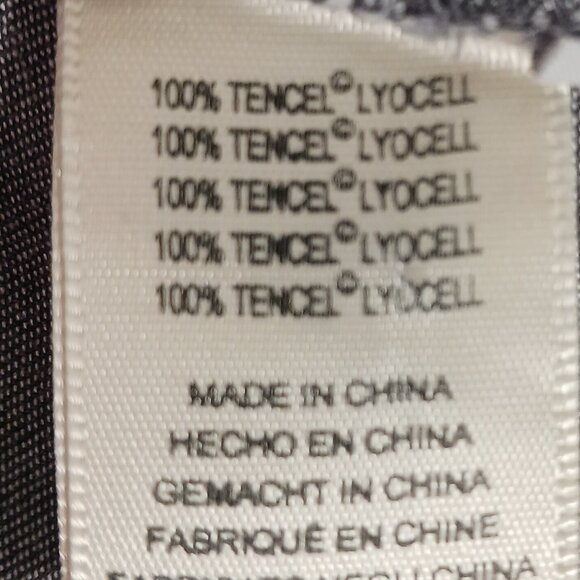 100% TENCEL© LYOCELL
100% TENCEL© LYOCELL
100% TENCEL© LYOCELL
100% TENCEL© LYOCELL
100% TENCEL© LYOCELL
MADE IN CHINA
HECHO EN CHINA
GEMACHT IN CHINA
FABRIQUÉ EN CHINE
CHINA